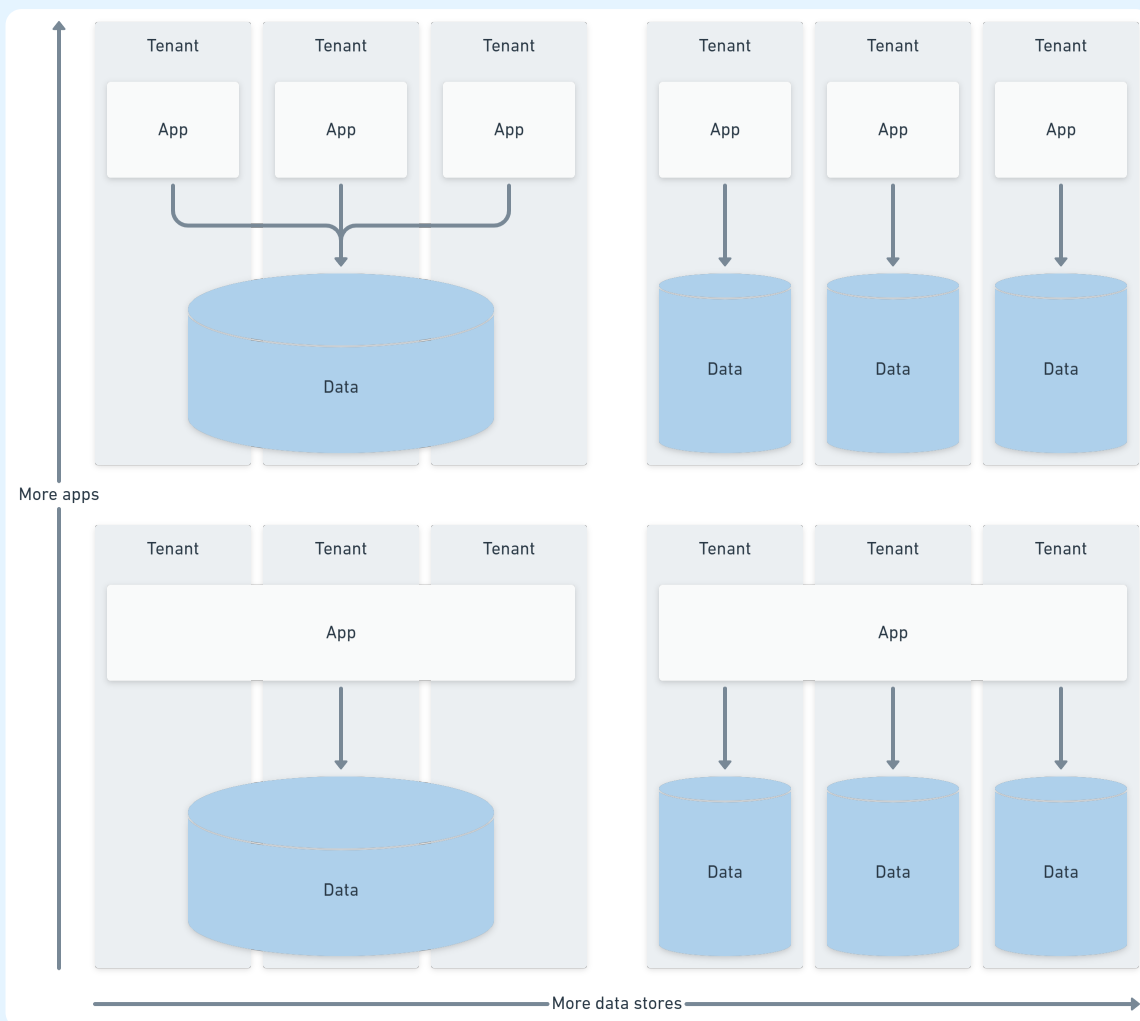 Tenant Tenant Tenant Tenant Tenant Tenant
App App App App App App
Data Data Data
Data
More apps
Tenant Tenant Tenant Tenant Tenant Tenant
App App
Data Data Data
Data
More data stores